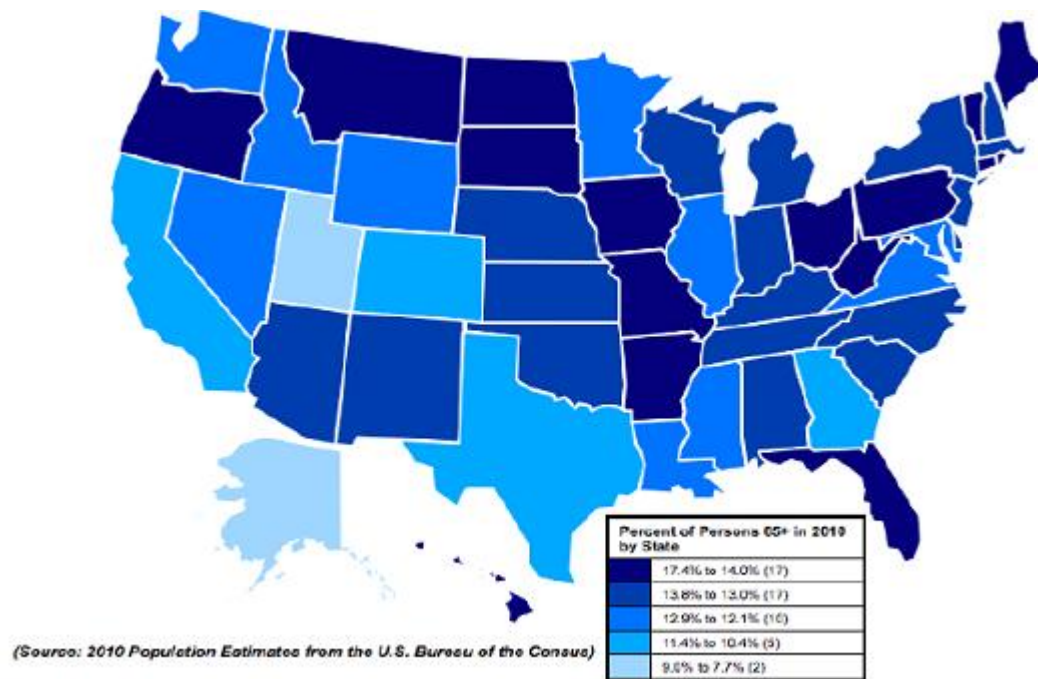 Percent of Persons 65+ in 2010
by State
17.4% to 14.0% (17)
13.8% to 13.0% (17)
12.9% to 12.1% (10)
11.4% to 10.4% (5)
to 7.7% (2)
(Source: 2010 Population Estimates from the U.S. Bureau of the Census)